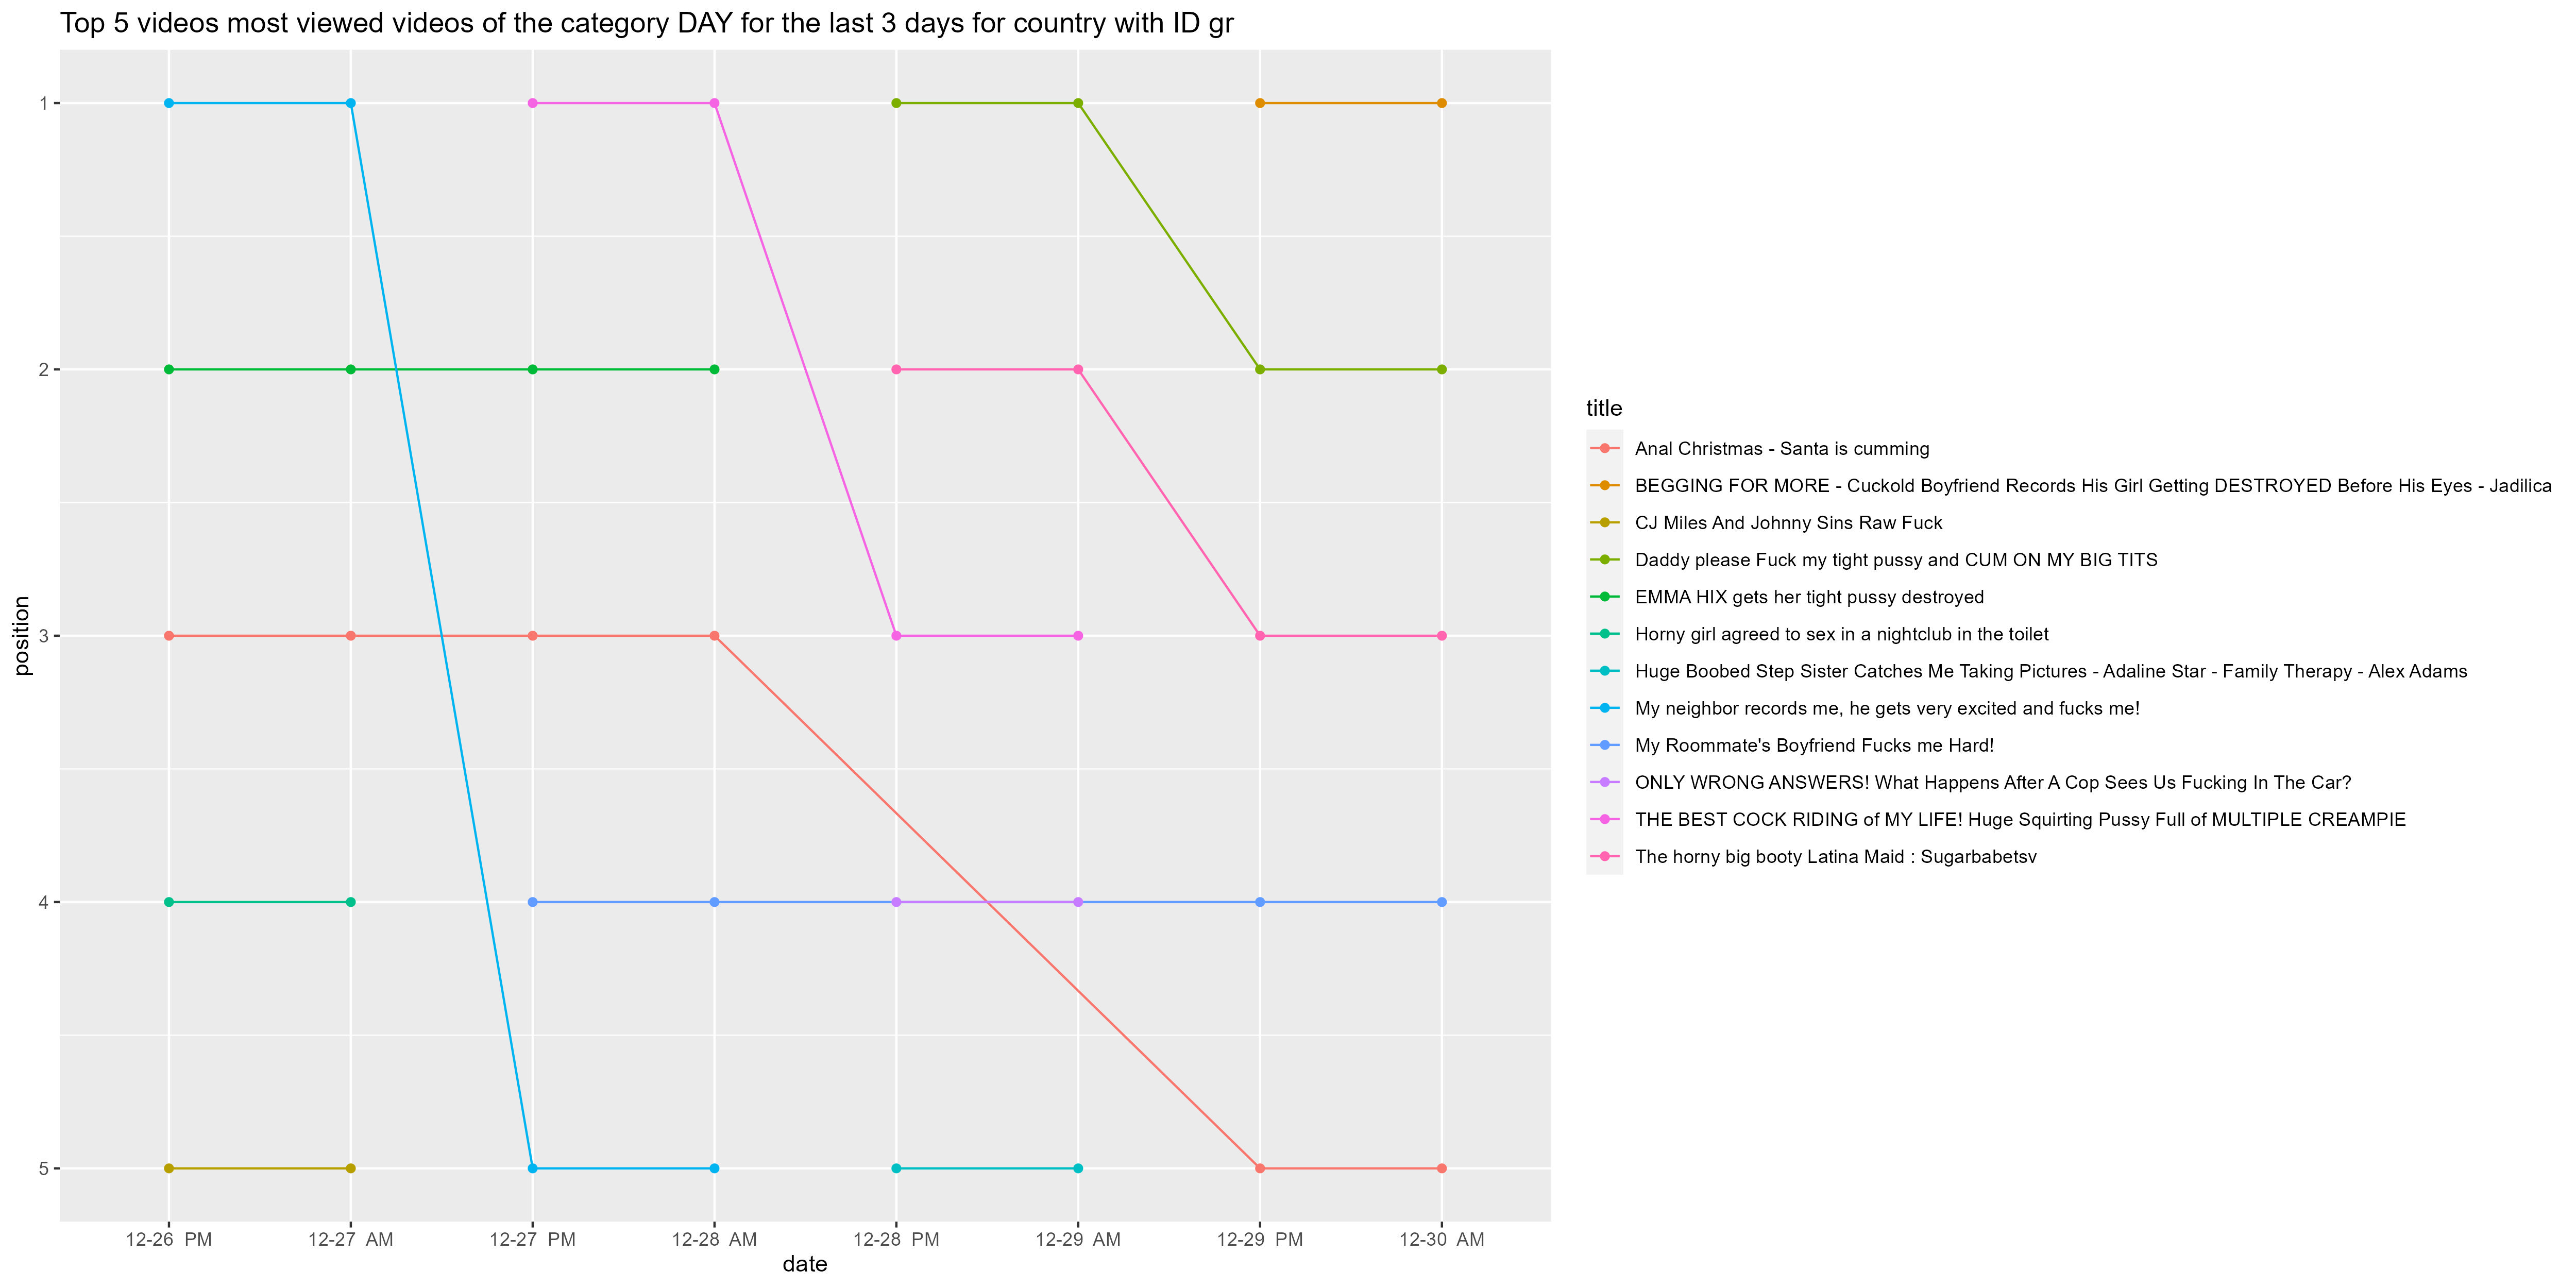 Top 5 videos most viewed videos of the category DAY for the last 3 days for country with ID gr
position
1
2
3
4
5
12-26 PM
12-27 AM
12-27 PM
12-28 AM
12-28 PM
12-29 AM
12-29 PM
12-30 AM
date
title
Anal Christmas - Santa is cumming
BEGGING FOR MORE - Cuckold Boyfriend Records His Girl Getting DESTROYED Before His Eyes - Jadilica
CJ Miles And Johnny Sins Raw Fuck
Daddy please Fuck my tight pussy and CUM ON MY BIG TITS
EMMA HIX gets her tight pussy destroyed
Horny girl agreed to sex in a nightclub in the toilet
Huge Boobed Step Sister Catches Me Taking Pictures - Adaline Star - Family Therapy - Alex Adams
My neighbor records me, he gets very excited and fucks me!
My Roommate's Boyfriend Fucks me Hard!
ONLY WRONG ANSWERS! What Happens After A Cop Sees Us Fucking In The Car?
THE BEST COCK RIDING of MY LIFE! Huge Squirting Pussy Full of MULTIPLE CREAMPIE
The horny big booty Latina Maid : Sugarbabetsv